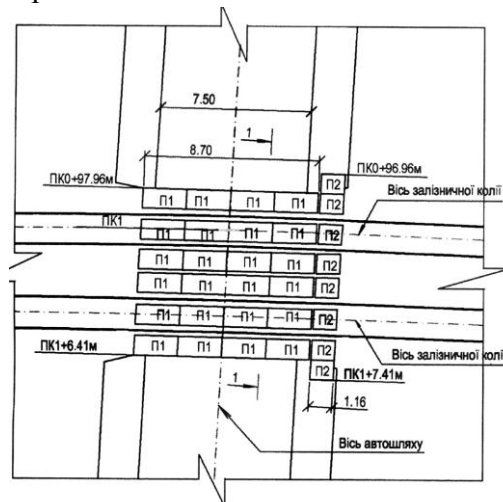 7.50
1
8.70
ПК0+96.96м
ПК0+97.96м
П2
П1 П1 П1 П1 П2
Вісь залізничної колії
ПК1
П1 П1 П1 П1 П2
П1 П1 П1 П1 П2
П1 П1 П1 П1 П2
П1 П1 П1 П1 П2
Вісь залізничної колії
ПК1+6.41м
П1 П1 П1 П1 П2
П2
ПК1+7.41м
1
1.16
Вісь автошляху